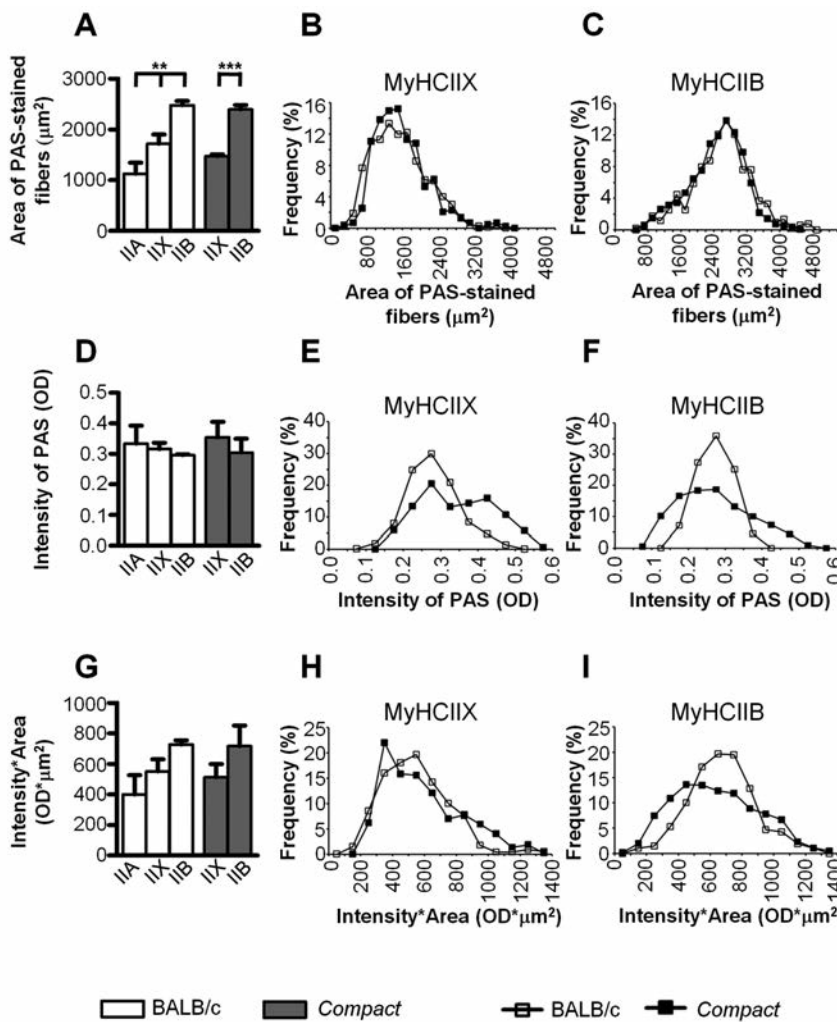 A
Area of PAS-stained
fibers (μm²)
3000
2000
1000
0
**
***
IIA
IIX
IIB
IIX
IIB
B
MyHCIIX
Frequency (%)
16
12
8
4
0
0
800
1600
2400
3200
4000
4800
Area of PAS-stained
fibers (μm²)
C
MyHCIIB
Frequency (%)
16
12
8
4
0
0
800
1600
2400
3200
4000
4800
Area of PAS-stained
fibers (μm²)
D
Intensity of PAS (OD)
0.5
0.4
0.3
0.2
0.1
0.0
IIA
IIX
IIB
IIX
IIB
E
MyHCIIX
Frequency (%)
40
30
20
10
0
0.0
0.1
0.2
0.3
0.4
0.5
0.6
Intensity of PAS (OD)
F
MyHCIIB
Frequency (%)
40
30
20
10
0
0.0
0.1
0.2
0.3
0.4
0.5
0.6
Intensity of PAS (OD)
G
Intensity*Area
(OD*μm²)
1000
800
600
400
200
0
IIA
IIX
IIB
IIX
IIB
H
MyHCIIX
Frequency (%)
25
20
15
10
5
0
0
200
400
600
800
1000
1200
1400
Intensity*Area (OD*μm²)
I
MyHCIIB
Frequency (%)
25
20
15
10
5
0
0
200
400
600
800
1000
1200
1400
Intensity*Area (OD*μm²)
BALB/c
Compact
BALB/c
Compact